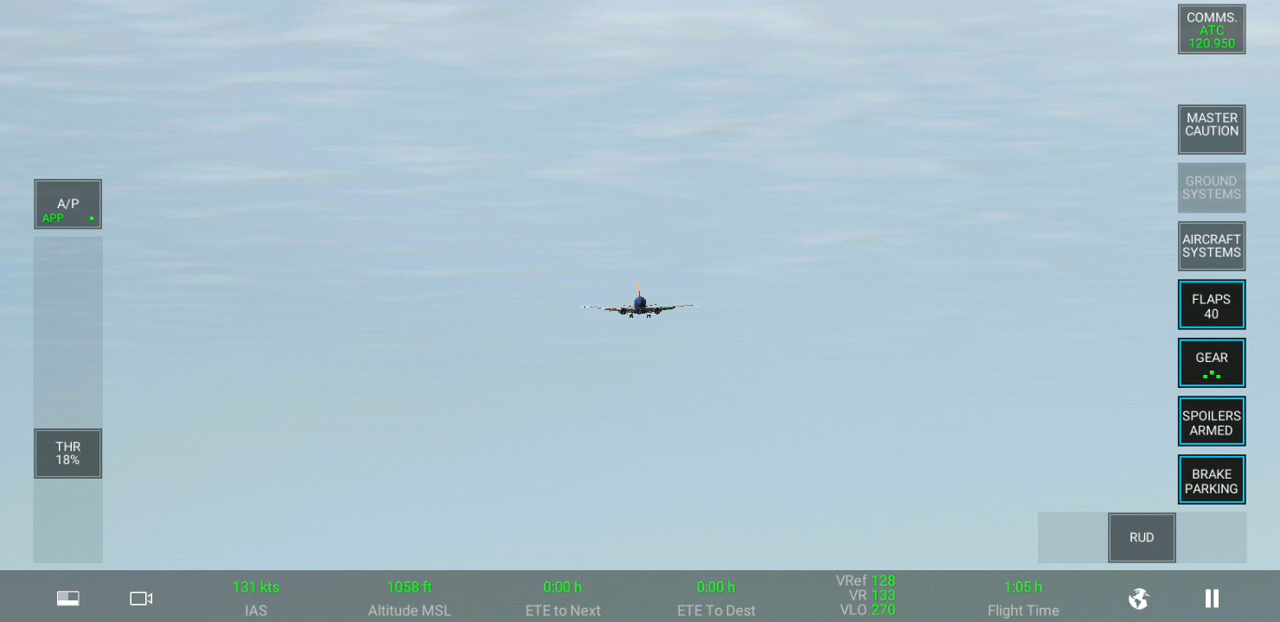 COMMS.
ATC
120.950
MASTER
CAUTION
GROUND
SYSTEMS
A/P
APP
AIRCRAFT
SYSTEMS
FLAPS
40
GEAR
SPOILERS
ARMED
THR
18%
BRAKE
PARKING
RUD
131 kts
IAS
1058 ft
Altitude MSL
0:00 h
ETE to Next
0:00 h
ETE To Dest
VRef 128
VR 133
VLO 270
1:05 h
Flight Time